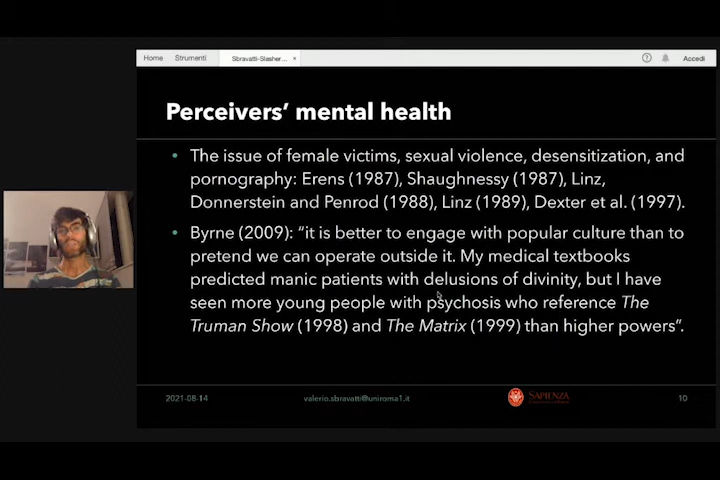 Home Strumenti Sbravatti-Slasher... × Accedi
Perceivers' mental health
• The issue of female victims, sexual violence, desensitization, and
pornography: Erens (1987), Shaughnessy (1987), Linz,
Donnerstein and Penrod (1988), Linz (1989), Dexter et al. (1997).
• Byrne (2009): “it is better to engage with popular culture than to
pretend we can operate outside it. My medical textbooks
predicted manic patients with delusions of divinity, but I have
seen more young people with psychosis who reference The
Truman Show (1998) and The Matrix (1999) than higher powers”.
2021-08-14 valerio.sbravatti@uniroma1.it SAPIENZA 10